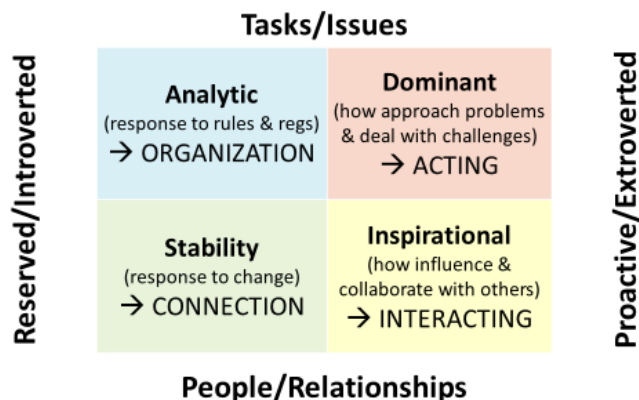 Tasks/Issues
Reserved/Introverted
Analytic
(response to rules & regs)
→ ORGANIZATION
Dominant
(how approach problems
& deal with challenges)
→ ACTING
Stability
(response to change)
→ CONNECTION
Inspirational
(how influence &
collaborate with others)
→ INTERACTING
Proactive/Extroverted
People/Relationships